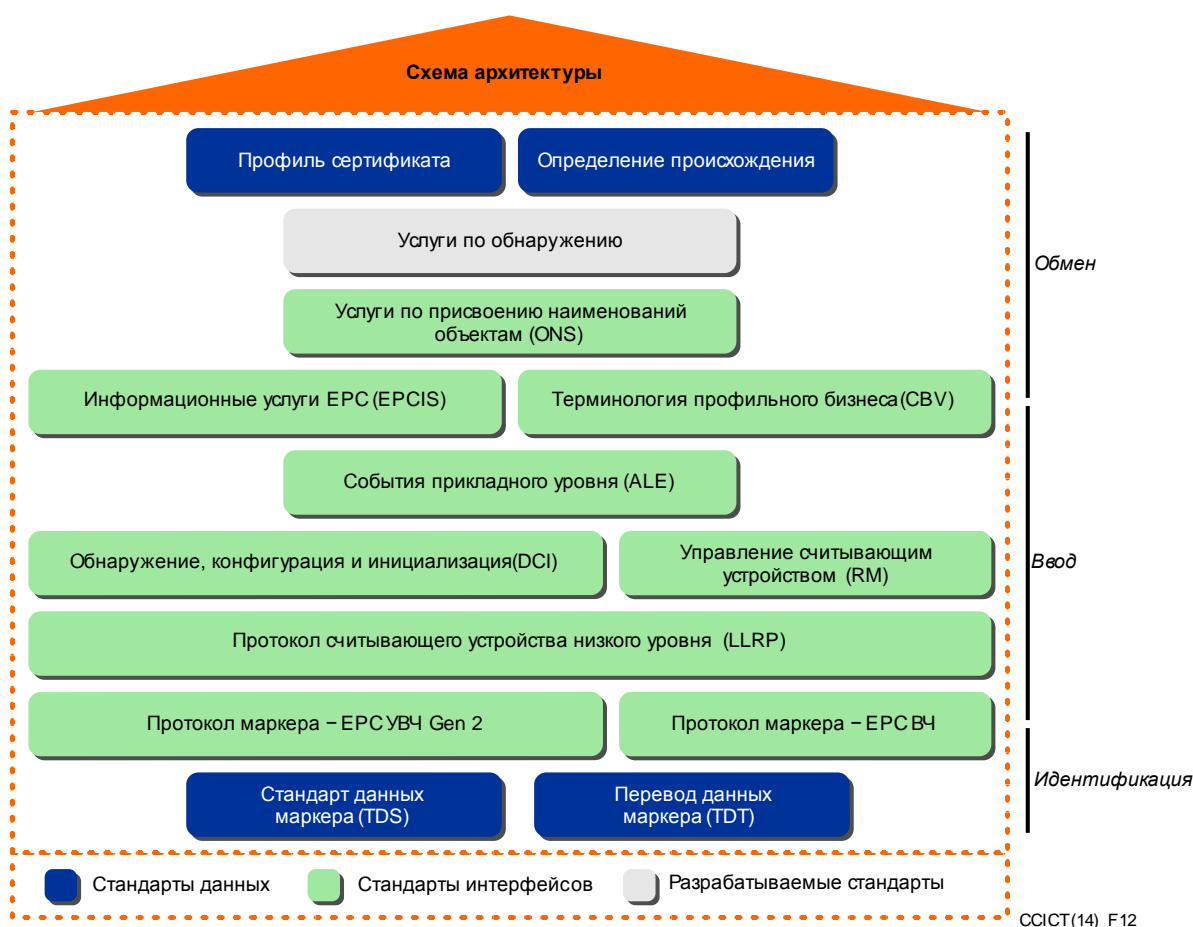 Схема архитектуры
Профиль сертификата
Определение происхождения
Услуги по обнаружению
Услуги по присвоению наименований
объектам (ONS)
Обмен
Информационные услуги EPC (EPCIS)
Терминология профильного бизнеса(CBV)
События прикладного уровня (ALE)
Обнаружение, конфигурация и инициализация(DCI)
Управление считывающим
устройством (RM)
Ввод
Протокол считывающего устройства низкого уровня (LLRP)
Протокол маркера − EPC УВЧ Gen 2
Протокол маркера − EPC ВЧ
Стандарт данных
маркера (TDS)
Перевод данных
маркера (TDT)
Идентификация
Стандарты данных
Стандарты интерфейсов
Разрабатываемые стандарты
CCICT(14)_F12